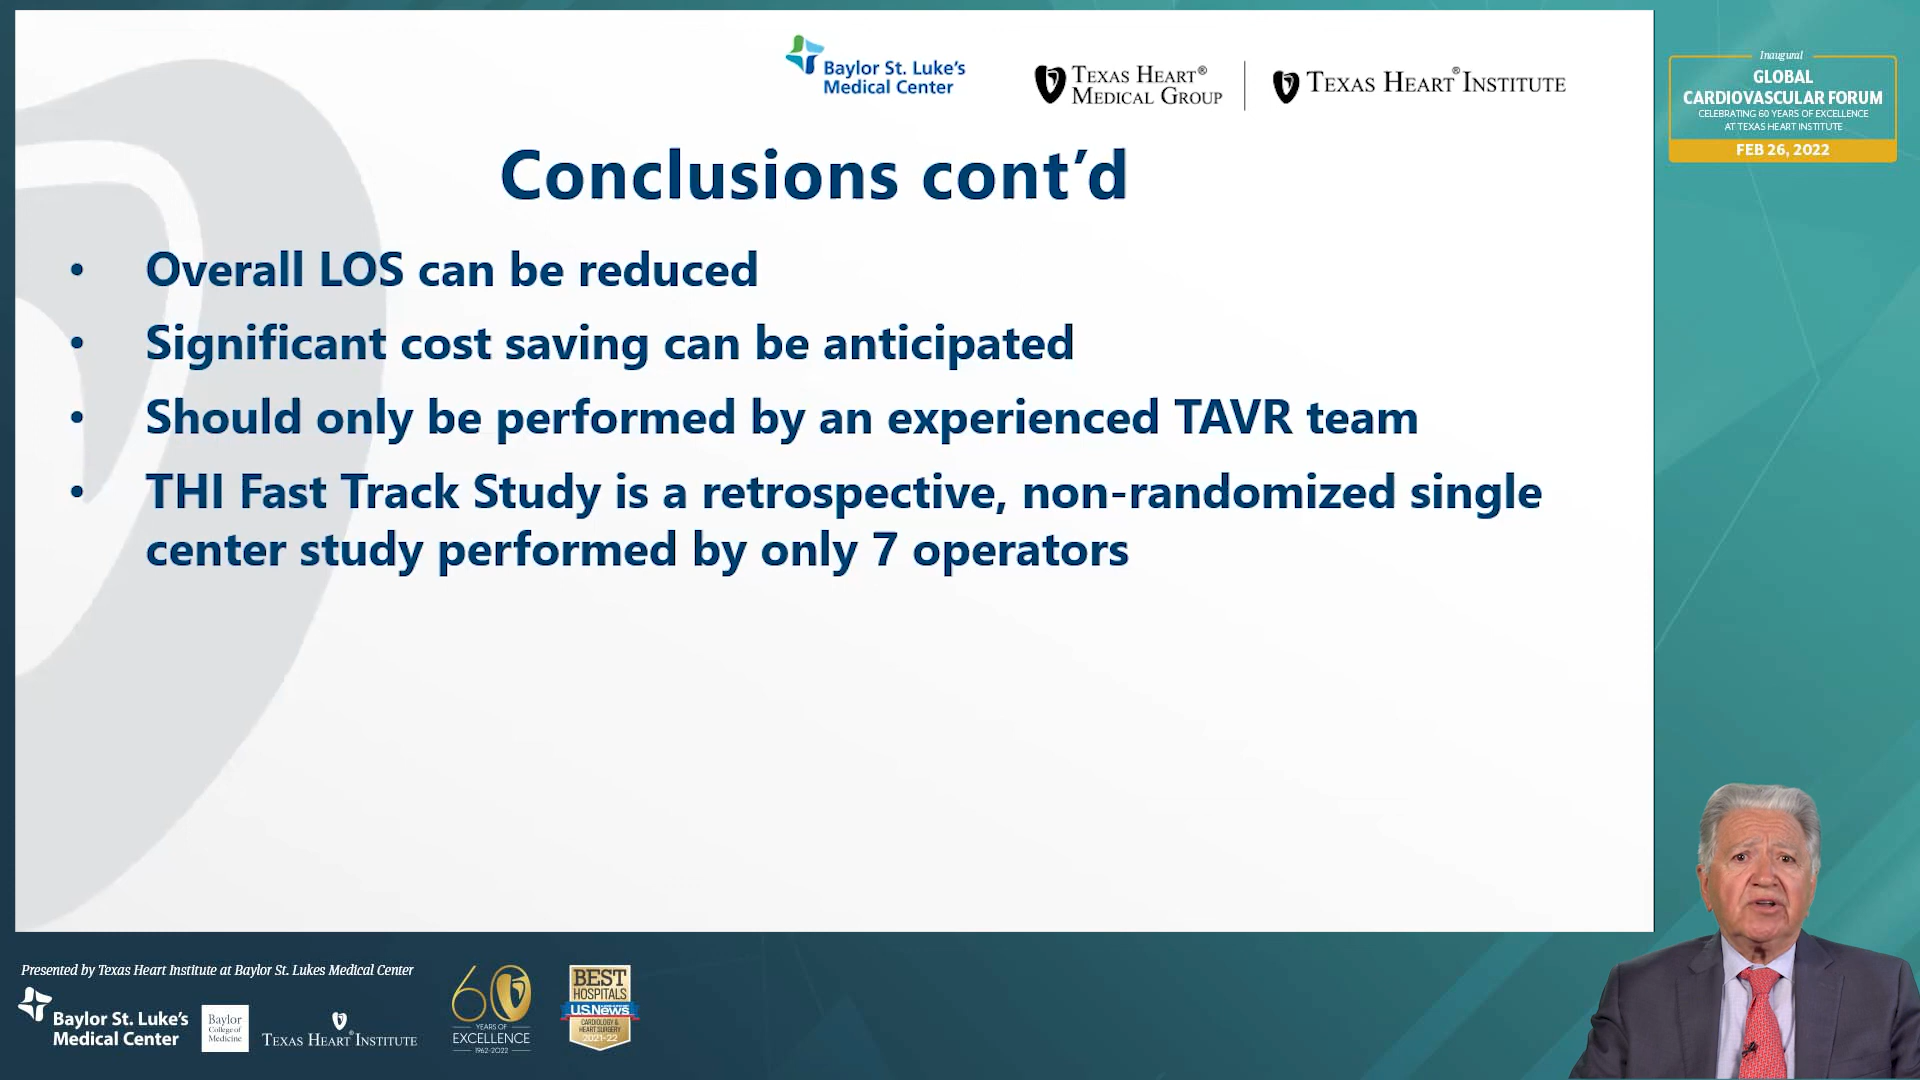 Baylor St. Luke's
Medical Center
TEXAS HEART®
MEDICAL GROUP
TEXAS HEART® INSTITUTE
Inaugural
GLOBAL
CARDIOVASCULAR FORUM
CELEBRATING 60 YEARS OF EXCELLENCE
AT TEXAS HEART INSTITUTE
FEB 26, 2022
Conclusions cont’d
• Overall LOS can be reduced
• Significant cost saving can be anticipated
• Should only be performed by an experienced TAVR team
• THI Fast Track Study is a retrospective, non-randomized single
center study performed by only 7 operators
Presented by Texas Heart Institute at Baylor St. Lukes Medical Center
Baylor St. Luke's
Medical Center
Baylor
College of
Medicine
TEXAS HEART® INSTITUTE
60
YEARS OF
EXCELLENCE
1962-2022
BEST
HOSPITALS
U.S.News
CARDIOLOGY &
HEART SURGERY
2021-22